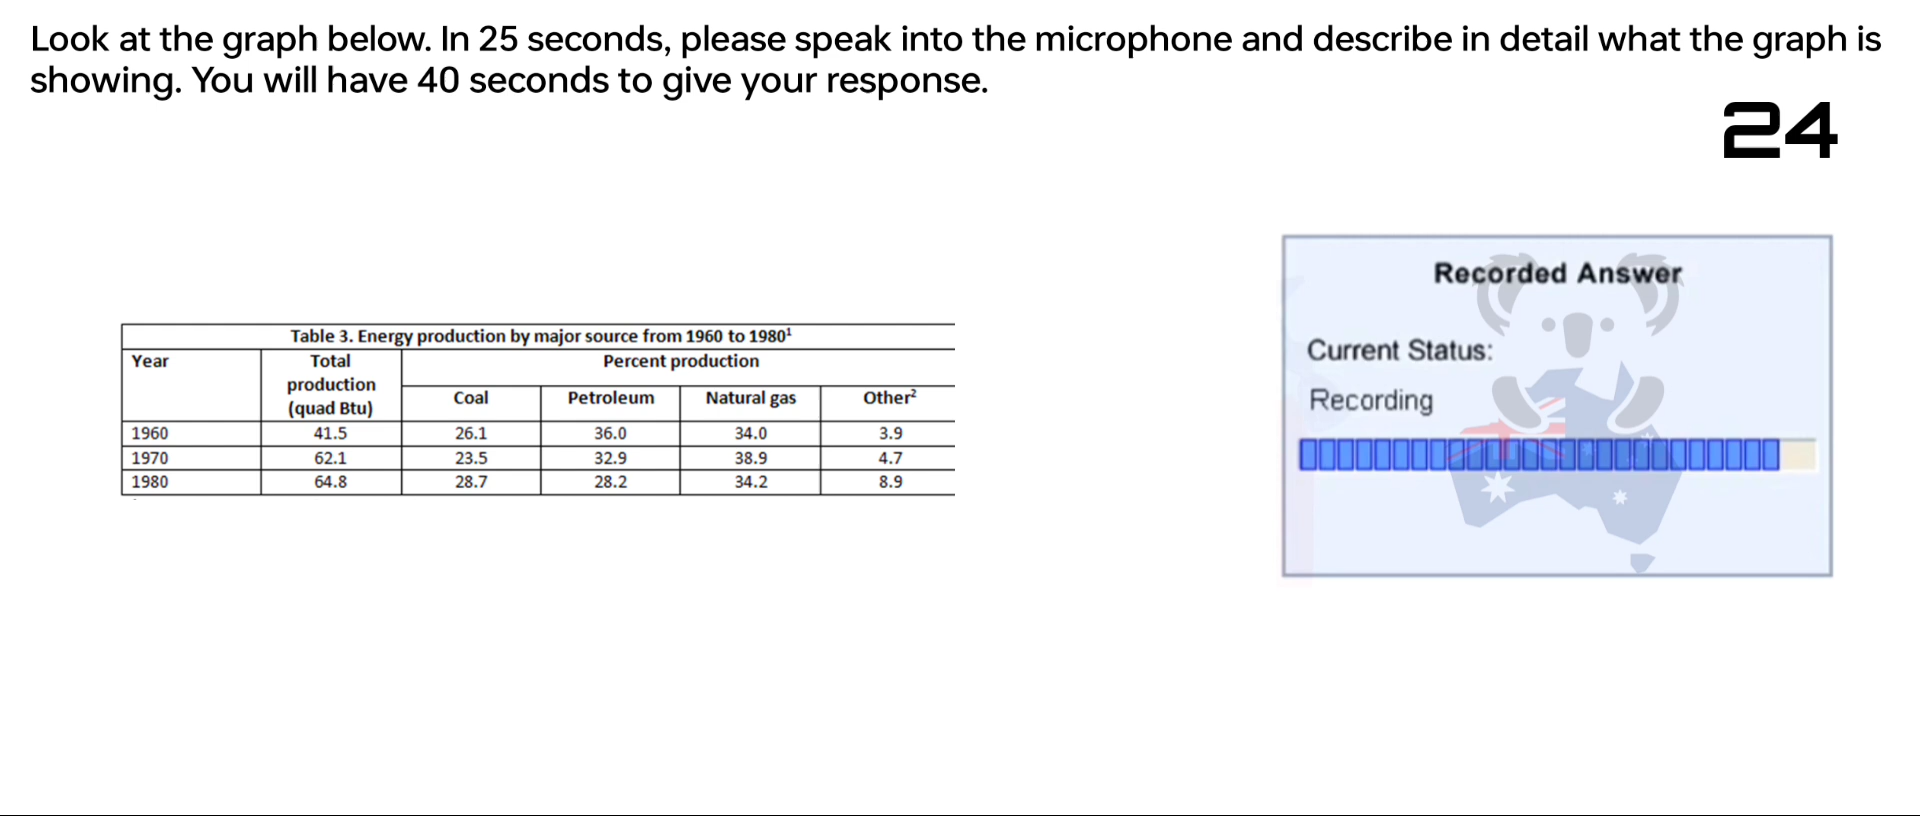 Look at the graph below. In 25 seconds, please speak into the microphone and describe in detail what the graph is
showing. You will have 40 seconds to give your response.
24
Recorded Answer
Current Status:
Recording
Table 3. Energy production by major source from 1960 to 1980¹
Year Total production (quad Btu) Percent production
Coal Petroleum Natural gas Other²
1960 41.5 26.1 36.0 34.0 3.9
1970 62.1 23.5 32.9 38.9 4.7
1980 64.8 28.7 28.2 34.2 8.9